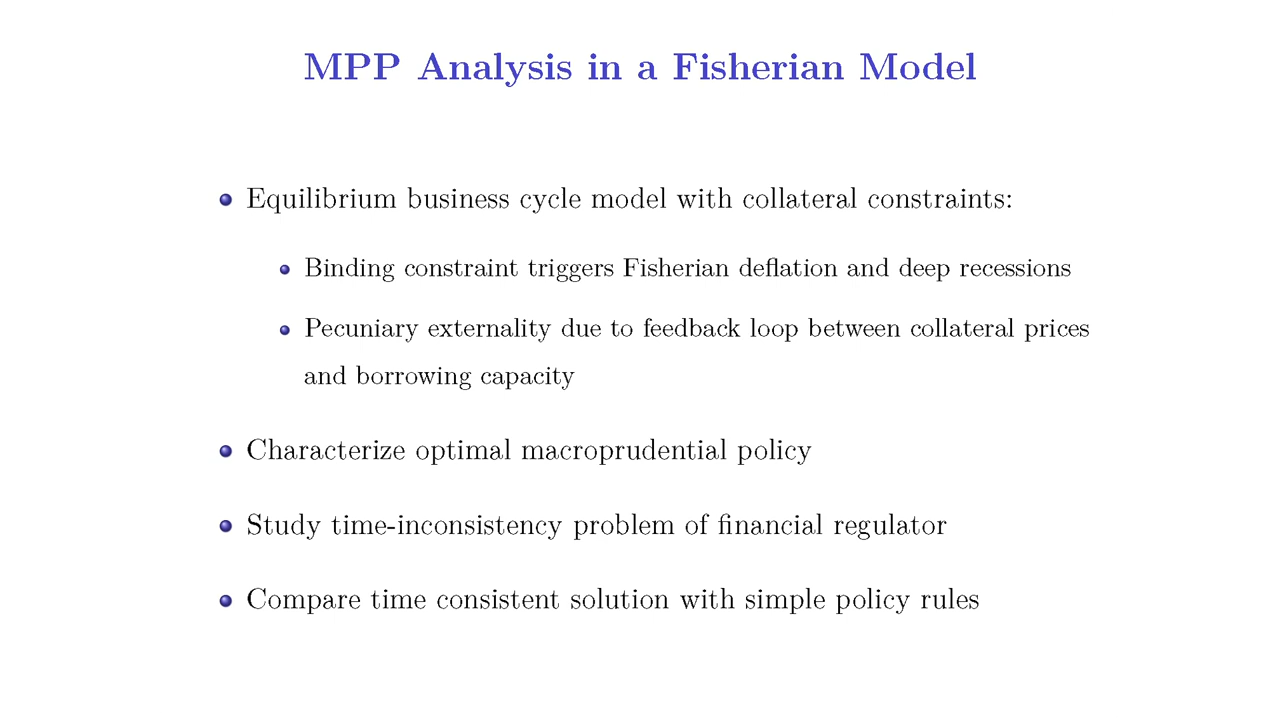 MPP Analysis in a Fisherian Model
Equilibrium business cycle model with collateral constraints:
Binding constraint triggers Fisherian deflation and deep recessions
Pecuniary externality due to feedback loop between collateral prices
and borrowing capacity
Characterize optimal macroprudential policy
Study time-inconsistency problem of financial regulator
Compare time consistent solution with simple policy rules